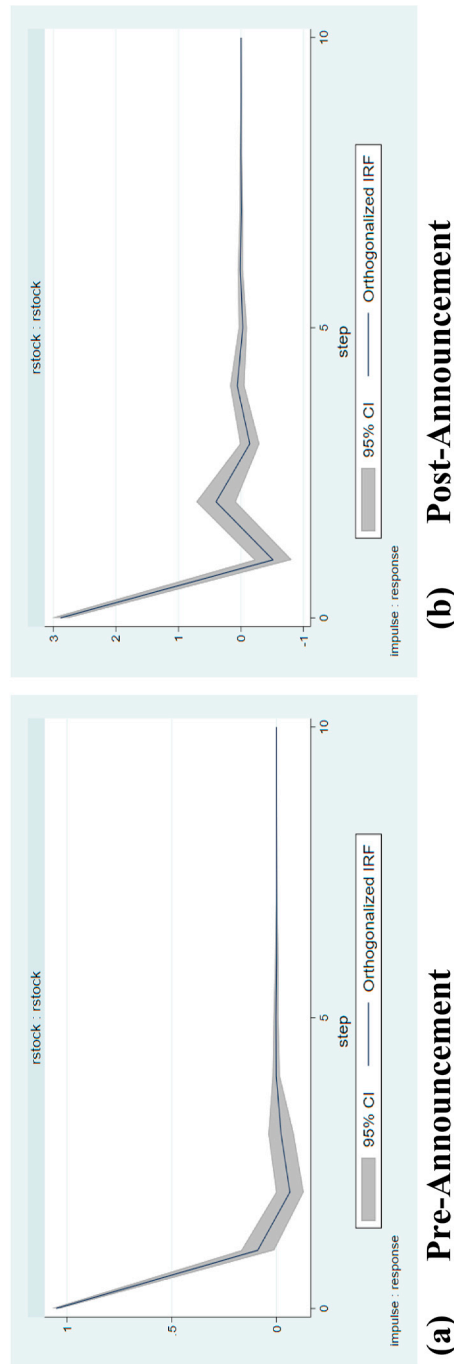 rstock : rstock
1
.5
0
0
5
10
step
95% CI
Orthogonalized IRF
impulse : response
(a) Pre-Announcement
rstock : rstock
3
2
1
0
-1
0
5
10
step
95% CI
Orthogonalized IRF
impulse : response
(b) Post-Announcement